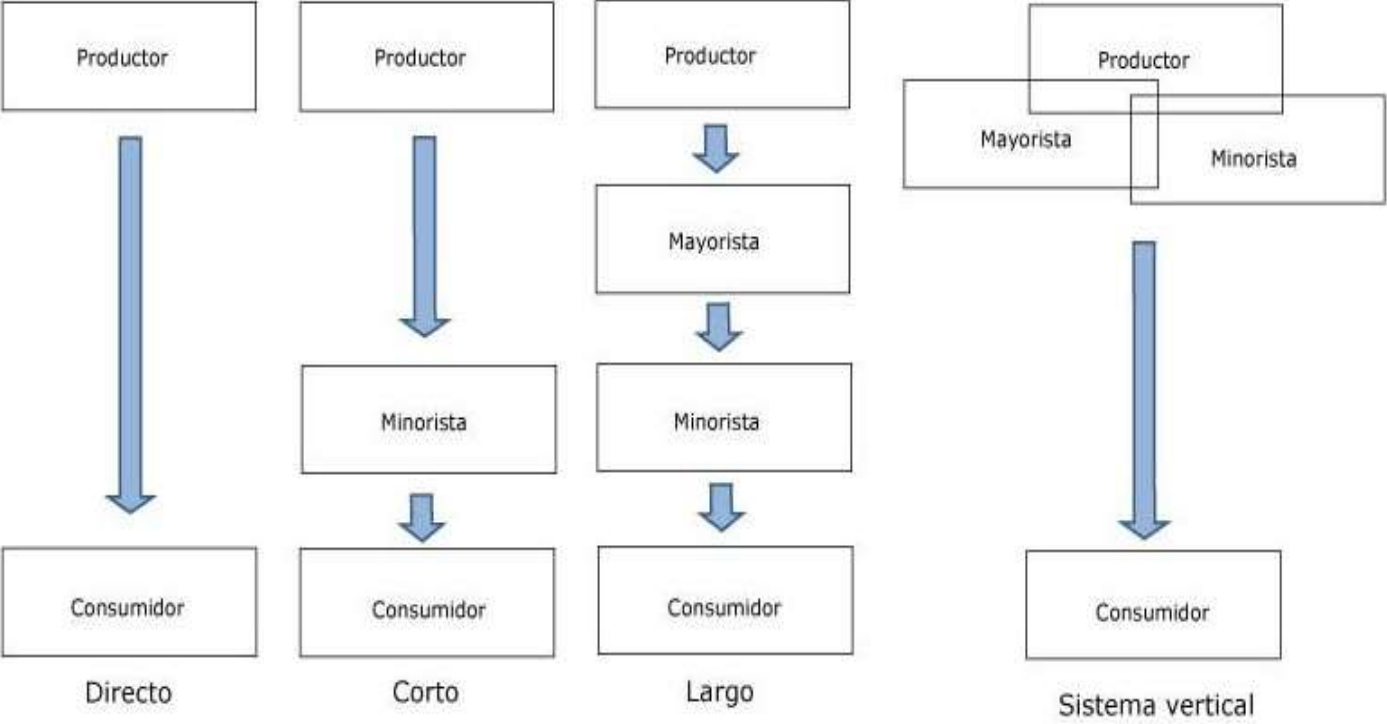 Productor
Consumidor
Directo
Productor
Minorista
Consumidor
Corto
Productor
Mayorista
Minorista
Consumidor
Largo
Productor
Mayorista
Minorista
Consumidor
Sistema vertical